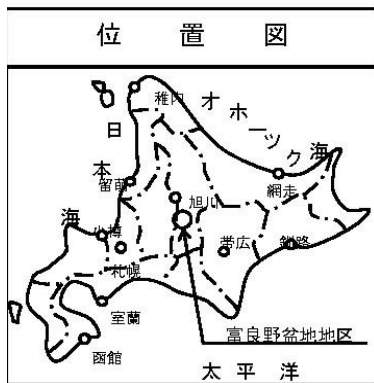 位置図
稚内
オホーツク海
日本海
留萌
旭川
網走
小樽
札幌
帯広
釧路
室蘭
富良野盆地地区
函館
太平洋